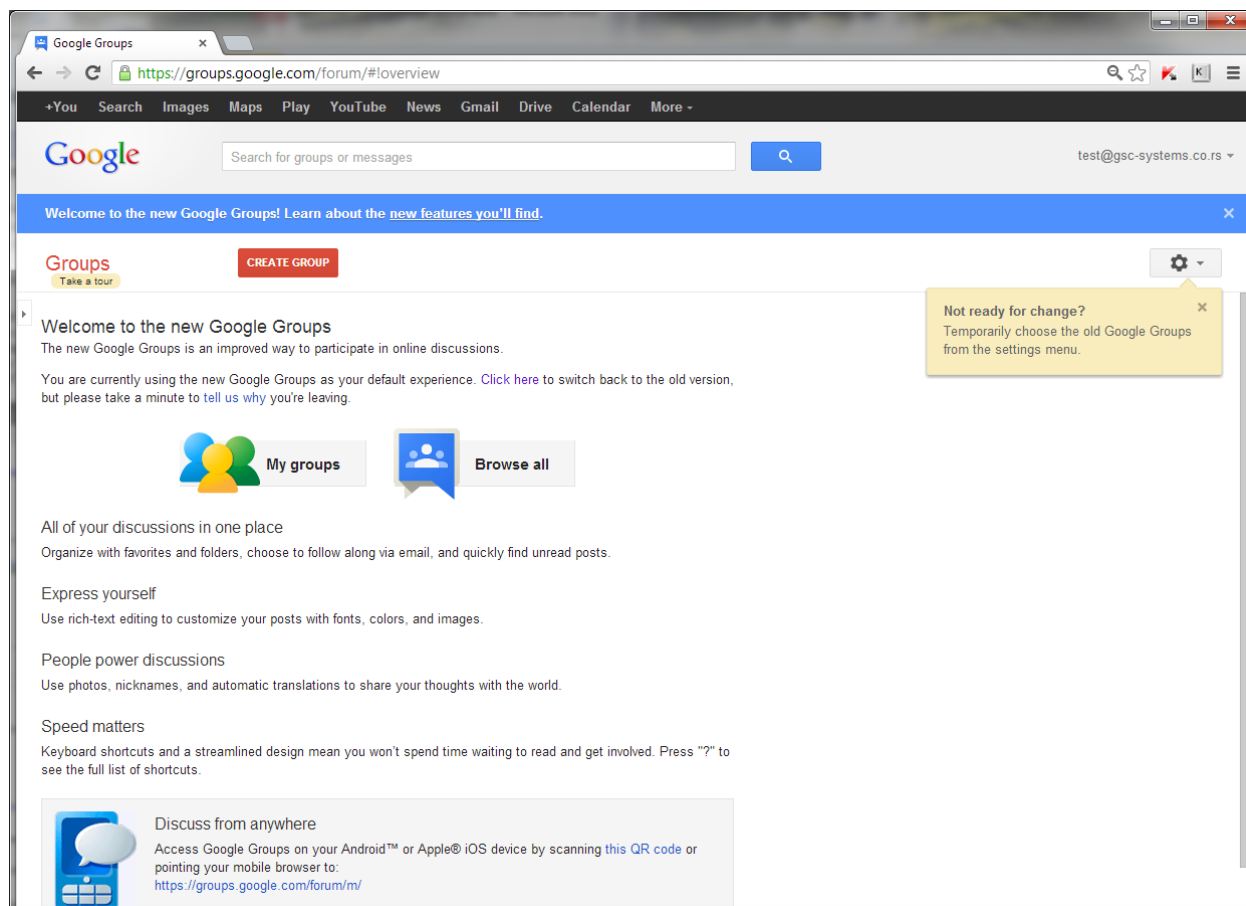 Google Groups
https://groups.google.com/forum/#!overview
+You Search Images Maps Play YouTube News Gmail Drive Calendar More
Google
Search for groups or messages
test@gsc-systems.co.rs
Welcome to the new Google Groups! Learn about the new features you'll find.
Groups
CREATE GROUP
Take a tour
Not ready for change?
Temporarily choose the old Google Groups
from the settings menu.
Welcome to the new Google Groups
The new Google Groups is an improved way to participate in online discussions.
You are currently using the new Google Groups as your default experience. Click here to switch back to the old version,
but please take a minute to tell us why you're leaving.
My groups
Browse all
All of your discussions in one place
Organize with favorites and folders, choose to follow along via email, and quickly find unread posts.
Express yourself
Use rich-text editing to customize your posts with fonts, colors, and images.
People power discussions
Use photos, nicknames, and automatic translations to share your thoughts with the world.
Speed matters
Keyboard shortcuts and a streamlined design mean you won't spend time waiting to read and get involved. Press "?" to
see the full list of shortcuts.
Discuss from anywhere
Access Google Groups on your Android™ or Apple® iOS device by scanning this QR code or
pointing your mobile browser to:
https://groups.google.com/forum/m/